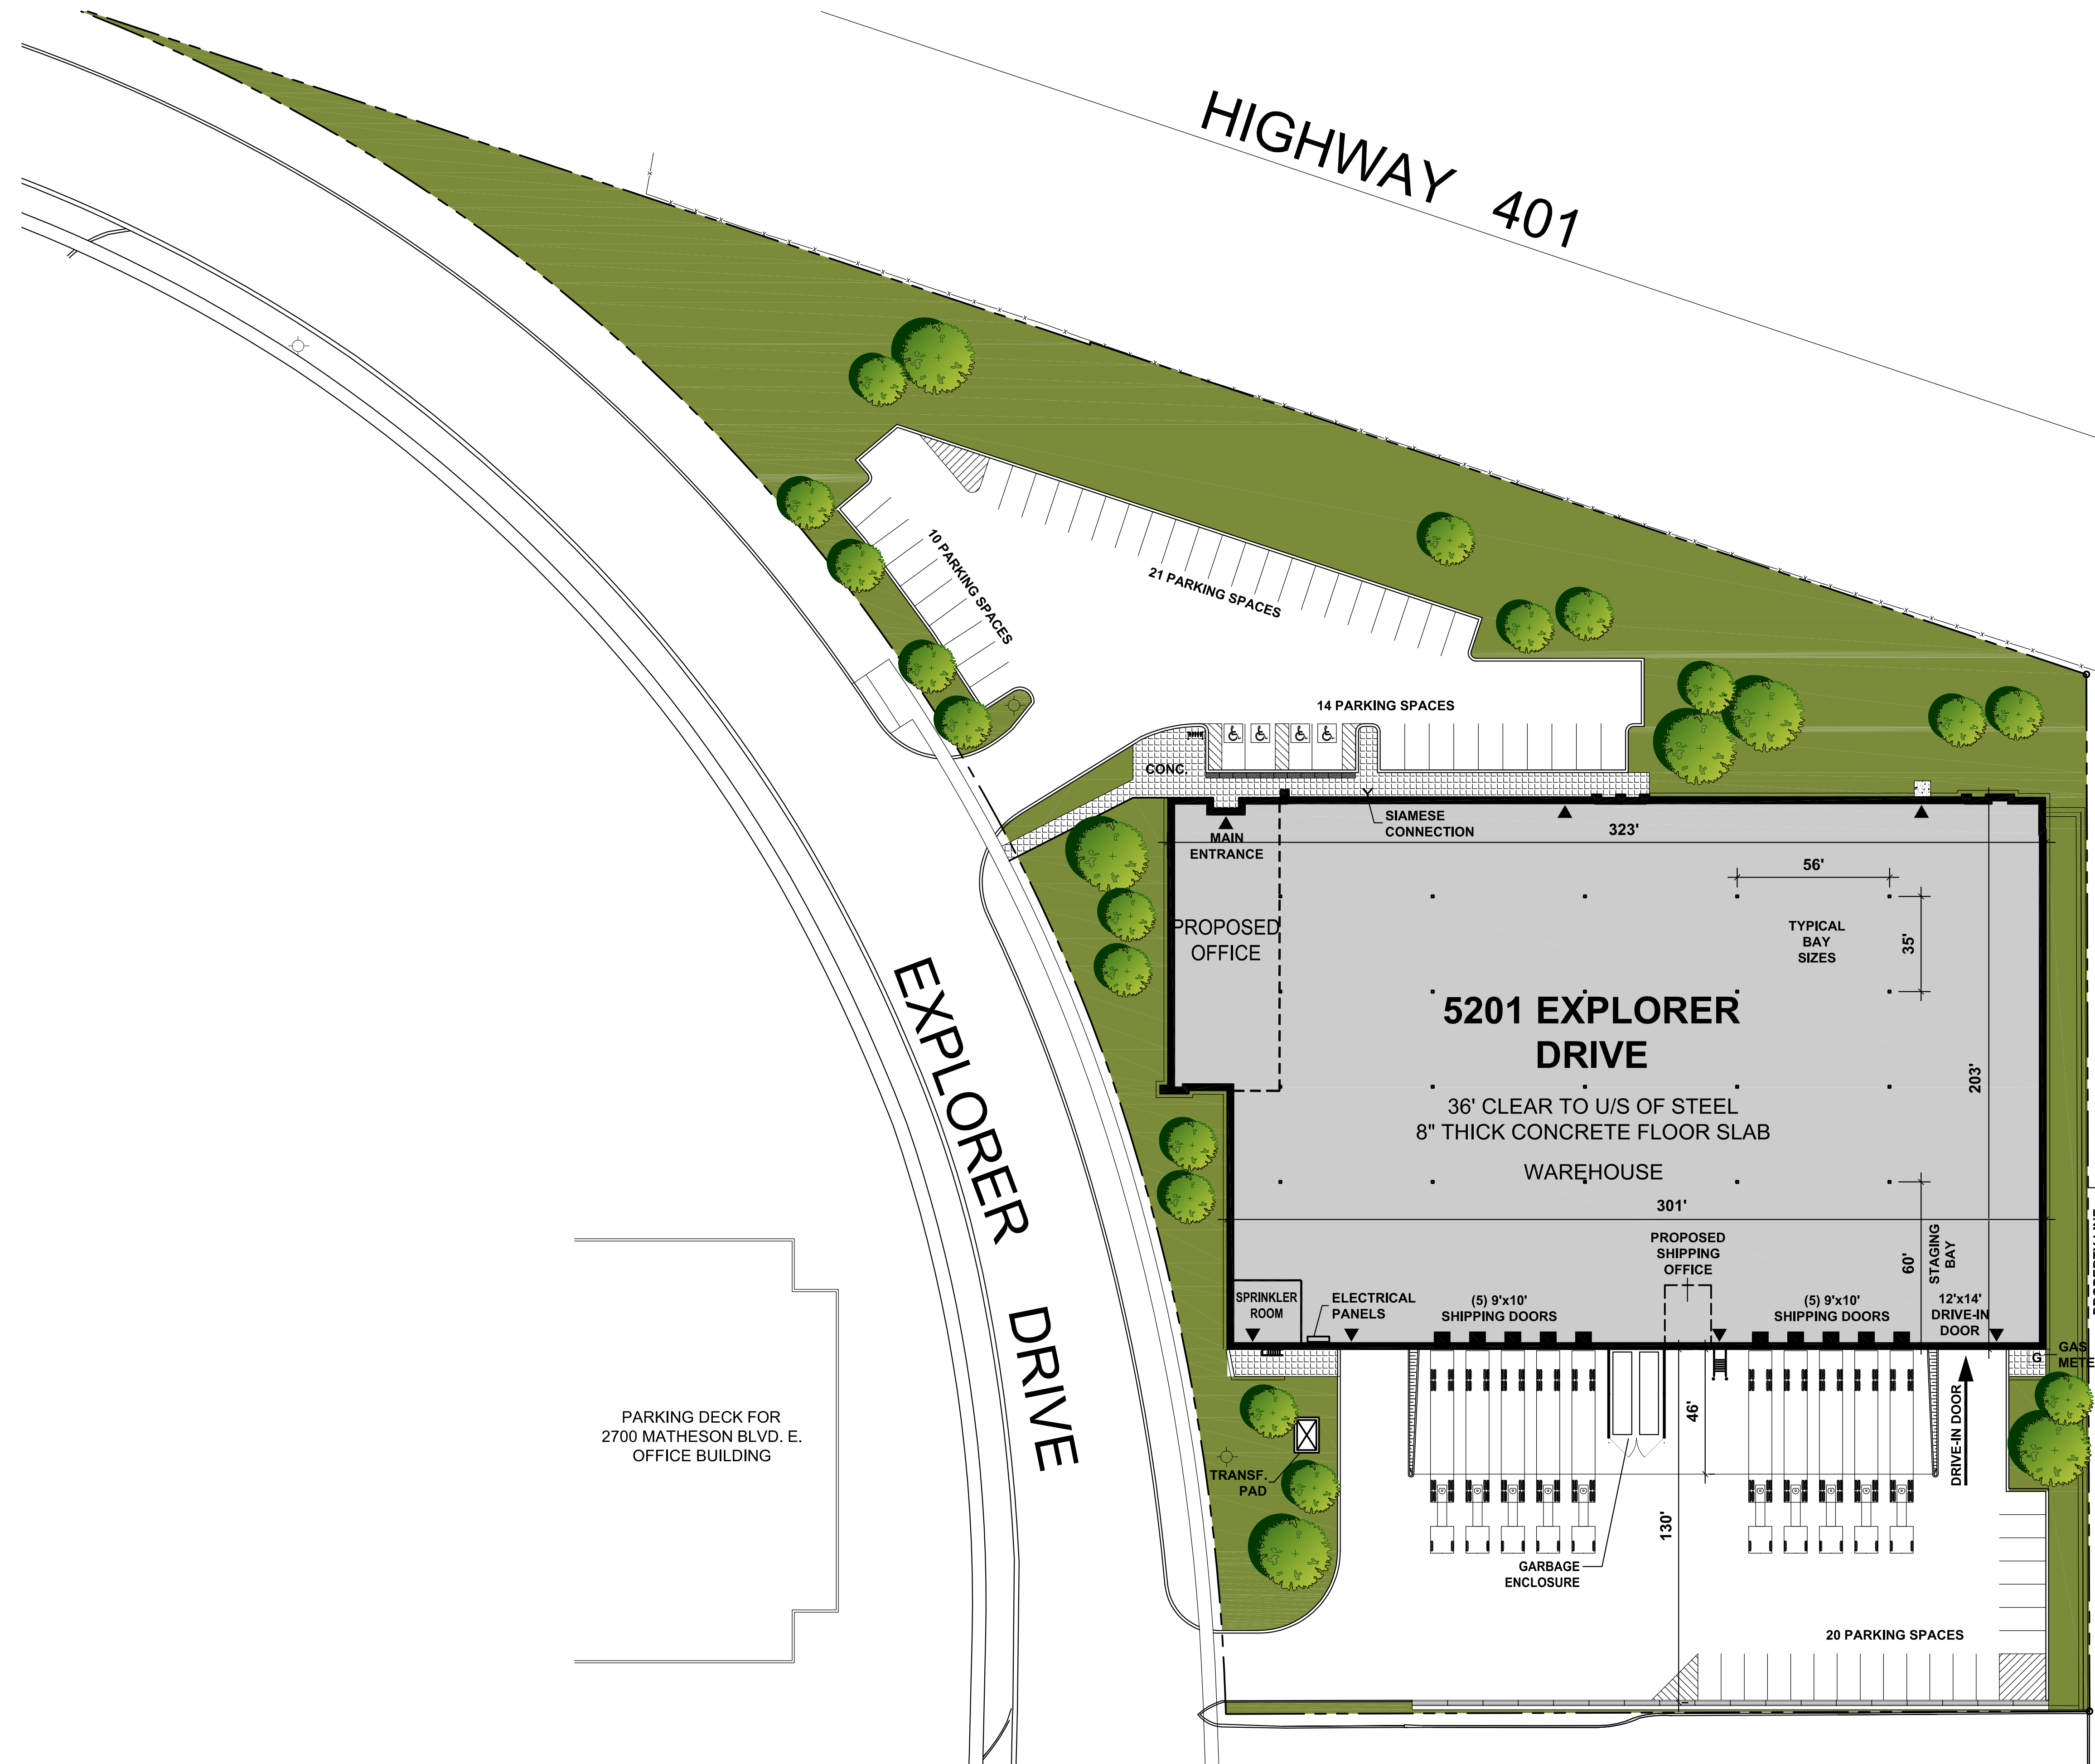 HIGHWAY 401
10 PARKING SPACES
21 PARKING SPACES
14 PARKING SPACES
CONC.
SIAMESE
CONNECTION
MAIN
ENTRANCE
323'
56'
PROPOSED
OFFICE
TYPICAL
BAY
SIZES
35'
5201 EXPLORER
DRIVE
203'
36' CLEAR TO U/S OF STEEL
8" THICK CONCRETE FLOOR SLAB
WAREHOUSE
301'
EXPLORER DRIVE
PROPOSED
SHIPPING
OFFICE
60'
STAGING
BAY
SPRINKLER
ROOM
ELECTRICAL
PANELS
(5) 9'x10'
SHIPPING DOORS
(5) 9'x10'
SHIPPING DOORS
12'x14'
DRIVE-IN
DOOR
G
GAS
METE
46'
DRIVE-IN DOOR
PARKING DECK FOR
2700 MATHESON BLVD. E.
OFFICE BUILDING
TRANSF.
PAD
130'
GARBAGE
ENCLOSURE
20 PARKING SPACES